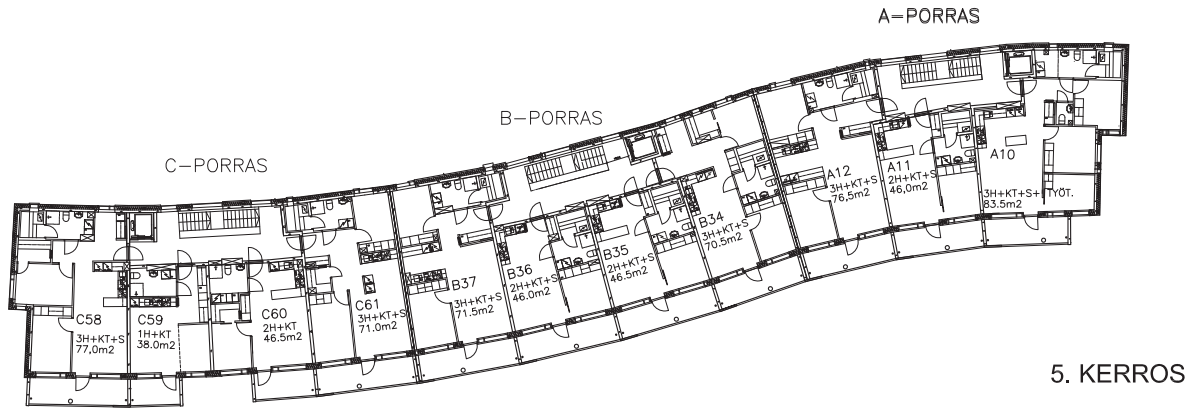 A-PORRAS
B-PORRAS
C-PORRAS
C58
3H+KT+S
77,0m2
C59
1H+KT
38.0m2
C60
2H+KT
46.5m2
C61
3H+KT+S
71.0m2
B37
3H+KT+S
71.5m2
B36
2H+KT+S
46.0m2
B35
2H+KT+S
46.5m2
B34
3H+KT+S
70.5m2
A12
3H+KT+S
76,5m2
A11
2H+KT+S
46,0m2
A10
3H+KT+S+TYÖT.
83.5m2
5. KERROS